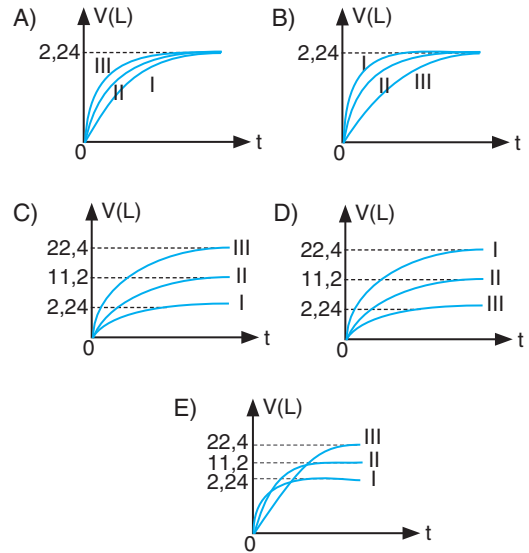 A) V(L)
2,24
III
II
I
0
t
B) V(L)
2,24
I
II
III
0
t
C) V(L)
22,4
III
11,2
II
2,24
I
0
t
D) V(L)
22,4
I
11,2
II
2,24
III
0
t
E) V(L)
22,4
III
11,2
II
2,24
I
0
t